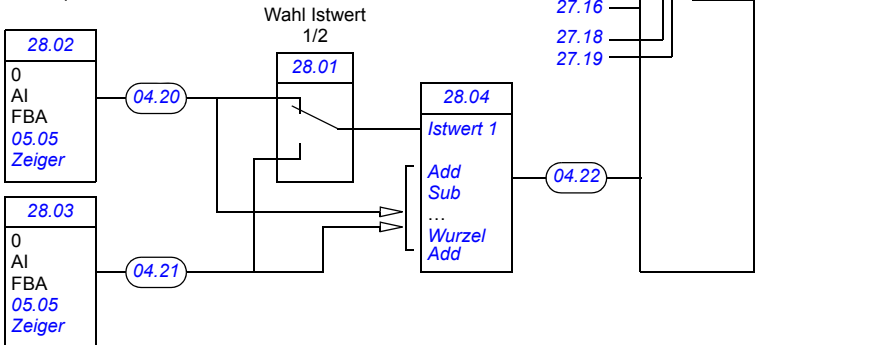 27.16
Wahl Istwert
1/2
27.18
27.19
28.02
0
AI
FBA
05.05
Zeiger
04.20
28.01
28.04
Istwert 1
Add
Sub
…
Wurzel
Add
04.22
28.03
0
AI
FBA
05.05
Zeiger
04.21